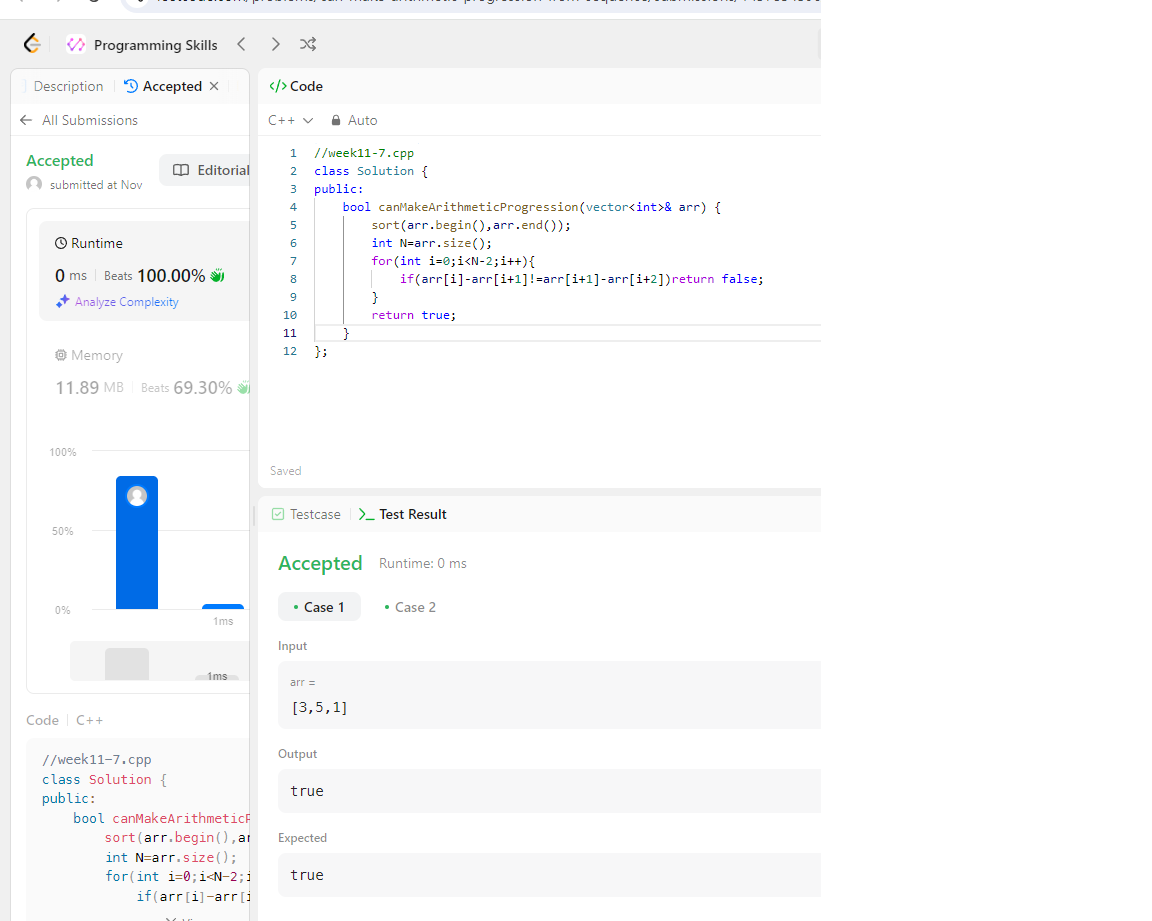 Programming Skills
Description
Accepted
All Submissions
Accepted
submitted at Nov
Editorial
Runtime
0 ms
Beats 100.00%
Analyze Complexity
Memory
11.89 MB
Beats 69.30%
100%
50%
0%
1ms
1ms
Code
C++
//week11-7.cpp
class Solution {
public:
bool canMakeArithmeticP
sort(arr.begin(),ar
int N=arr.size();
for(int i=0;i<N-2;i
if(arr[i]-arr[i
</> Code
C++
Auto
1 //week11-7.cpp
2 class Solution {
3 public:
4 bool canMakeArithmeticProgression(vector<int>& arr) {
5 sort(arr.begin(),arr.end());
6 int N=arr.size();
7 for(int i=0;i<N-2;i++){
8 if(arr[i]-arr[i+1]!=arr[i+1]-arr[i+2])return false;
9 }
10 return true;
11 }
12 };
Saved
Testcase
Test Result
Accepted
Runtime: 0 ms
Case 1
Case 2
Input
arr =
[3,5,1]
Output
true
Expected
true